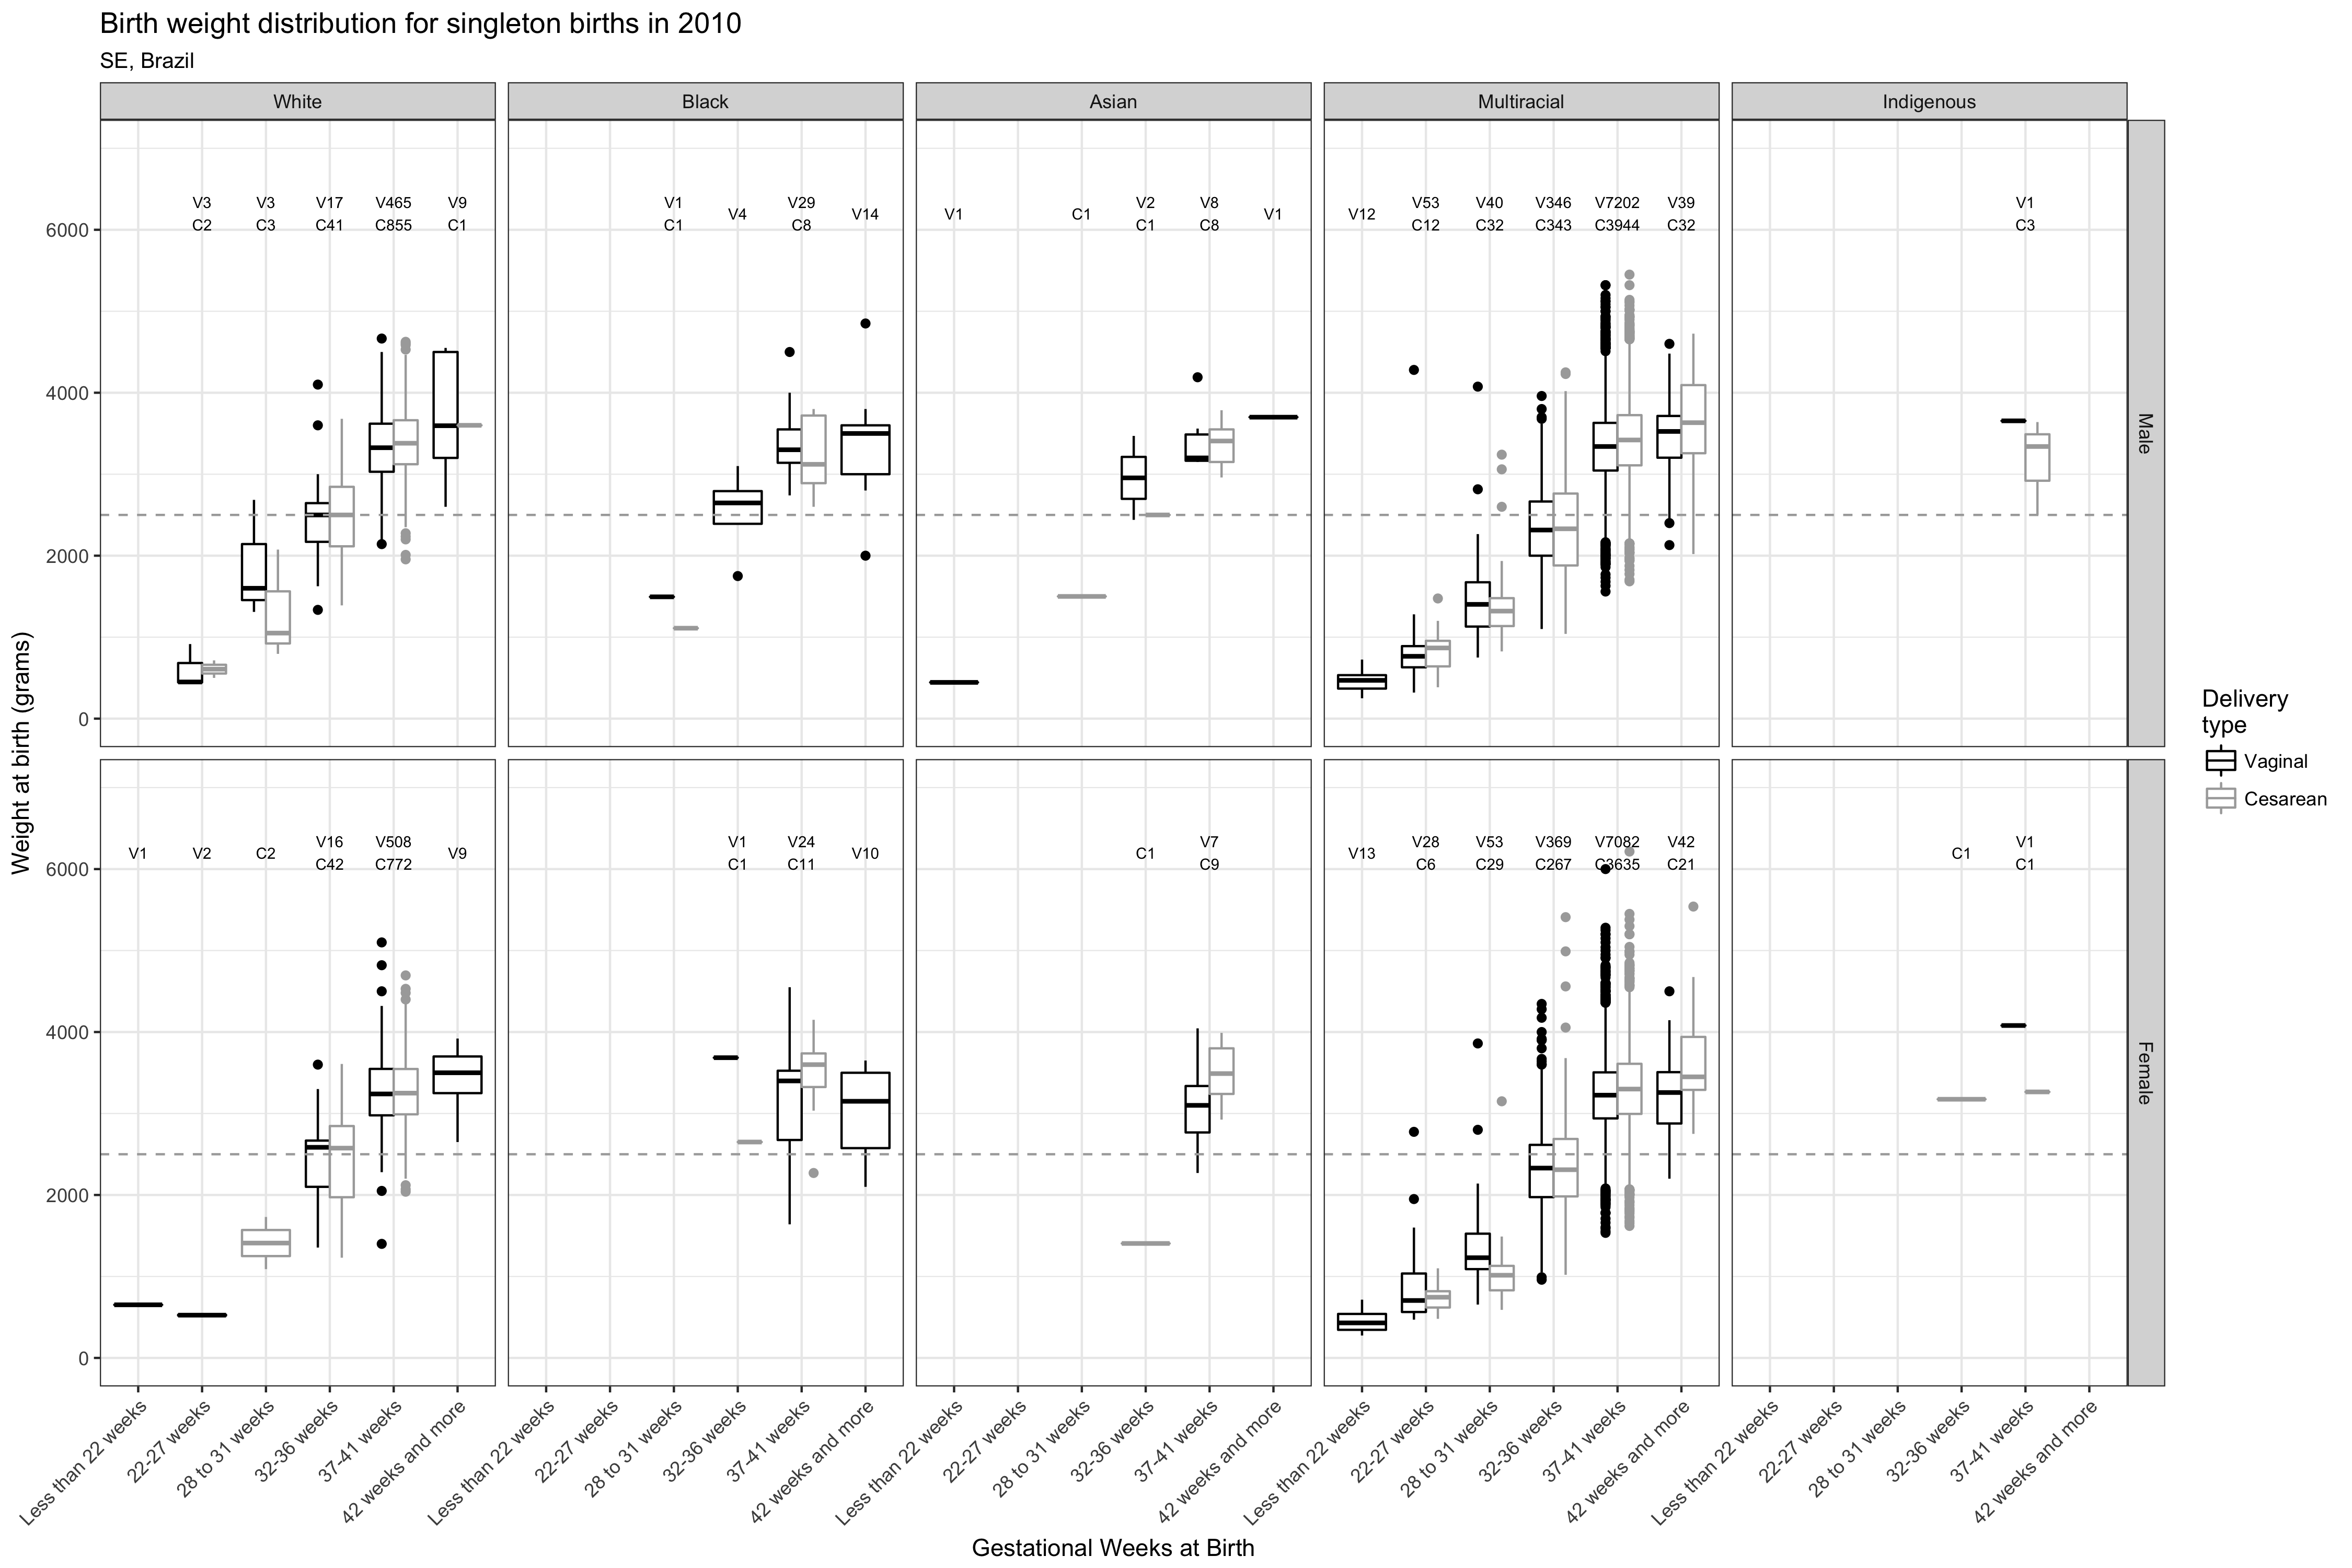 Birth weight distribution for singleton births in 2010
SE, Brazil
White
Black
Asian
Multiracial
Indigenous
Weight at birth (grams)
6000
4000
2000
0
V3 V3 V17 V465 V9
C2 C3 C41 C855 C1
V1 V4 V29 V14
C1 C8
V1 C1 V2 V8 V1
C1 C8
V12 V53 V40 V346 V7202 V39
C12 C32 C343 C3944 C32
V1
C3
Male
6000
4000
2000
0
V1 V2 C2 V16 V508 V9
C42 C772
V1 V24 V10
C1 C11
C1 V7
C9
V13 V28 V53 V369 V7082 V42
C6 C29 C267 C3635 C21
C1 V1
C1
Female
Less than 22 weeks
22-27 weeks
28 to 31 weeks
32-36 weeks
37-41 weeks
42 weeks and more
Less than 22 weeks
22-27 weeks
28 to 31 weeks
32-36 weeks
37-41 weeks
42 weeks and more
Less than 22 weeks
22-27 weeks
28 to 31 weeks
32-36 weeks
37-41 weeks
42 weeks and more
Less than 22 weeks
22-27 weeks
28 to 31 weeks
32-36 weeks
37-41 weeks
42 weeks and more
Less than 22 weeks
22-27 weeks
28 to 31 weeks
32-36 weeks
37-41 weeks
42 weeks and more
Gestational Weeks at Birth
Delivery
type
Vaginal
Cesarean